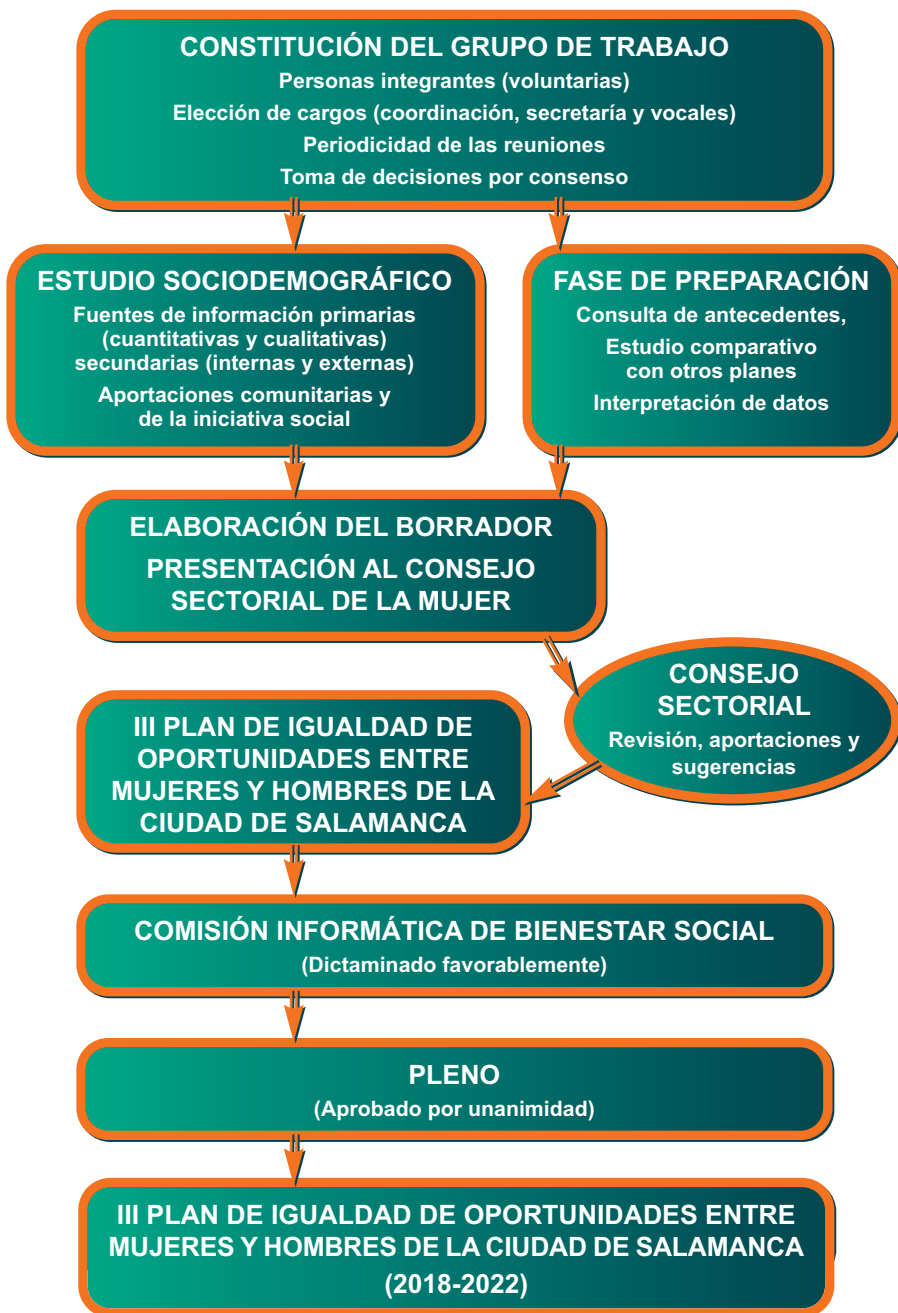 CONSTITUCIÓN DEL GRUPO DE TRABAJO
Personas integrantes (voluntarias)
Elección de cargos (coordinación, secretaría y vocales)
Periodicidad de las reuniones
Toma de decisiones por consenso
ESTUDIO SOCIODEMOGRÁFICO
Fuentes de información primarias
(cuantitativas y cualitativas)
secundarias (internas y externas)
Aportaciones comunitarias y
de la iniciativa social
FASE DE PREPARACIÓN
Consulta de antecedentes,
Estudio comparativo
con otros planes
Interpretación de datos
ELABORACIÓN DEL BORRADOR
PRESENTACIÓN AL CONSEJO
SECTORIAL DE LA MUJER
CONSEJO
SECTORIAL
Revisión, aportaciones y
sugerencias
III PLAN DE IGUALDAD DE
OPORTUNIDADES ENTRE
MUJERES Y HOMBRES DE LA
CIUDAD DE SALAMANCA
COMISIÓN INFORMÁTICA DE BIENESTAR SOCIAL
(Dictaminado favorablemente)
PLENO
(Aprobado por unanimidad)
III PLAN DE IGUALDAD DE OPORTUNIDADES ENTRE
MUJERES Y HOMBRES DE LA CIUDAD DE SALAMANCA
(2018-2022)